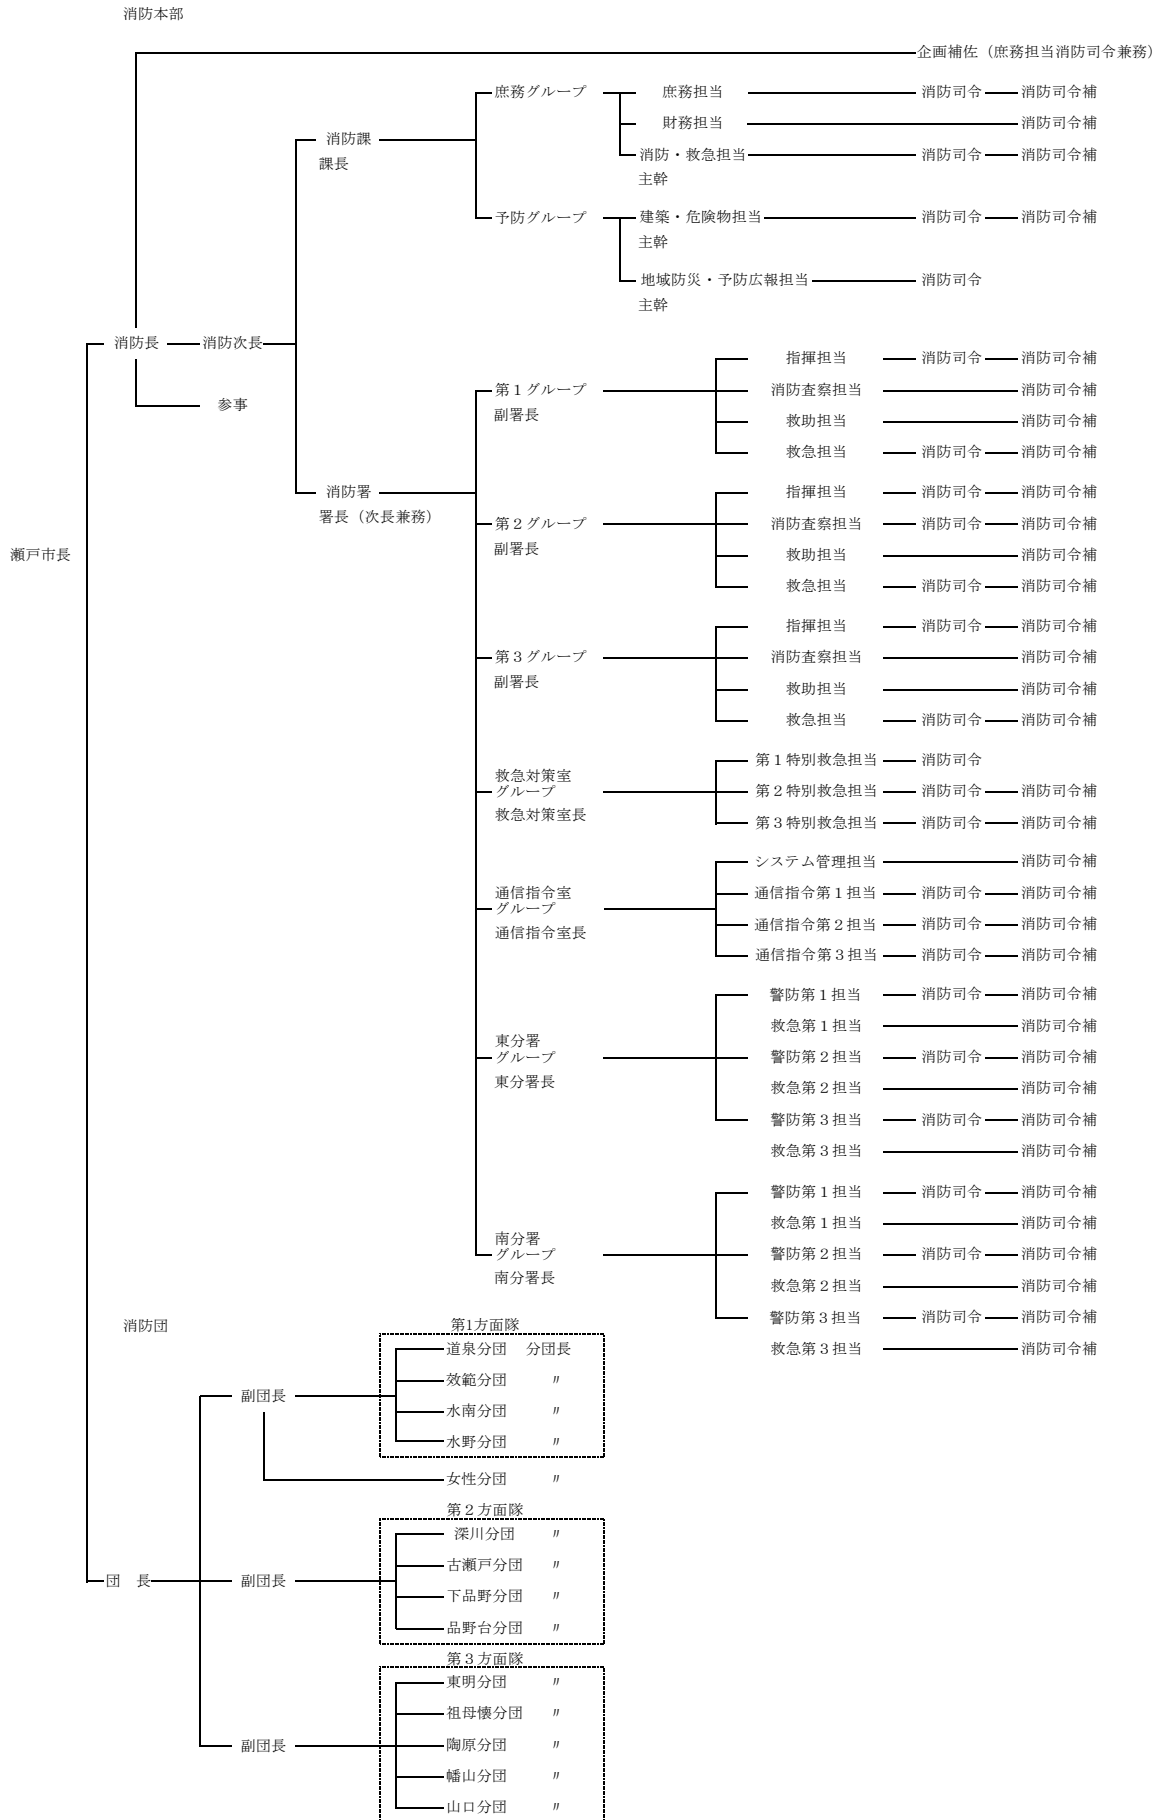 消防本部
企画補佐（庶務担当消防司令兼務）
庶務グループ 庶務担当 消防司令 消防司令補
財務担当 消防司令補
消防課 消防・救急担当 消防司令 消防司令補
課長 主幹
予防グループ 建築・危険物担当 消防司令 消防司令補
主幹
地域防災・予防広報担当 消防司令
主幹
消防長 消防次長
指揮担当 消防司令 消防司令補
第１グループ 消防査察担当 消防司令補
参事 副署長
救助担当 消防司令補
救急担当 消防司令 消防司令補
消防署 指揮担当 消防司令 消防司令補
署長（次長兼務）
第２グループ 消防査察担当 消防司令 消防司令補
副署長
瀬戸市長 救助担当 消防司令補
救急担当 消防司令 消防司令補
指揮担当 消防司令 消防司令補
第３グループ 消防査察担当 消防司令補
副署長 救助担当 消防司令補
救急担当 消防司令 消防司令補
第１特別救急担当 消防司令
救急対策室
グループ 第２特別救急担当 消防司令 消防司令補
救急対策室長 第３特別救急担当 消防司令 消防司令補
システム管理担当 消防司令補
通信指令室 通信指令第１担当 消防司令 消防司令補
グループ
通信指令室長 通信指令第２担当 消防司令 消防司令補
通信指令第３担当 消防司令 消防司令補
警防第１担当 消防司令 消防司令補
救急第１担当 消防司令補
東分署
グループ 警防第２担当 消防司令 消防司令補
東分署長 救急第２担当 消防司令補
警防第３担当 消防司令 消防司令補
救急第３担当 消防司令補
警防第１担当 消防司令 消防司令補
救急第１担当 消防司令補
南分署
グループ 警防第２担当 消防司令 消防司令補
南分署長 救急第２担当 消防司令補
警防第３担当 消防司令 消防司令補
救急第３担当 消防司令補
消防団 第1方面隊
道泉分団 分団長
効範分団 〃
副団長
水南分団 〃
水野分団 〃
女性分団 〃
第２方面隊
深川分団 〃
古瀬戸分団 〃
団　長 副団長
下品野分団 〃
品野台分団 〃
第３方面隊
東明分団 〃
祖母懐分団 〃
副団長 陶原分団 〃
幡山分団 〃
山口分団 〃